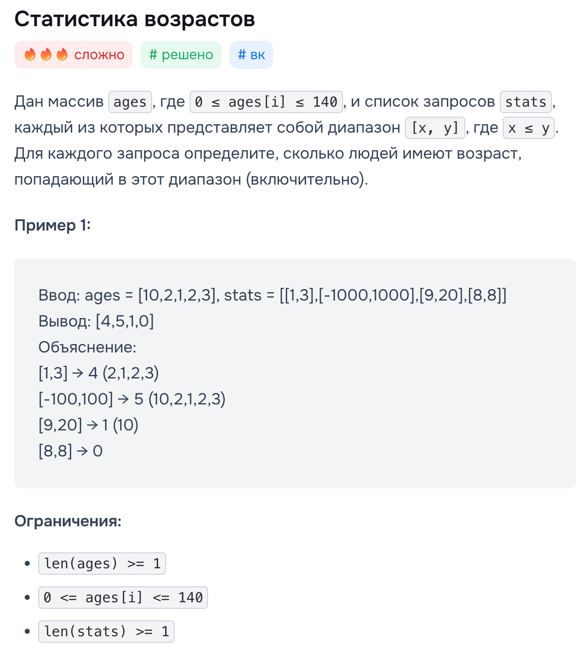 Статистика возрастов
🔥🔥🔥 сложно # решено # вк
Дан массив ages, где 0 ≤ ages[i] ≤ 140, и список запросов stats,
каждый из которых представляет собой диапазон [x, y], где x ≤ y.
Для каждого запроса определите, сколько людей имеют возраст,
попадающий в этот диапазон (включительно).
Пример 1:
Ввод: ages = [10,2,1,2,3], stats = [[1,3],[-1000,1000],[9,20],[8,8]]
Вывод: [4,5,1,0]
Объяснение:
[1,3] → 4 (2,1,2,3)
[-100,100] → 5 (10,2,1,2,3)
[9,20] → 1 (10)
[8,8] → 0
Ограничения:
• len(ages) >= 1
• 0 <= ages[i] <= 140
• len(stats) >= 1